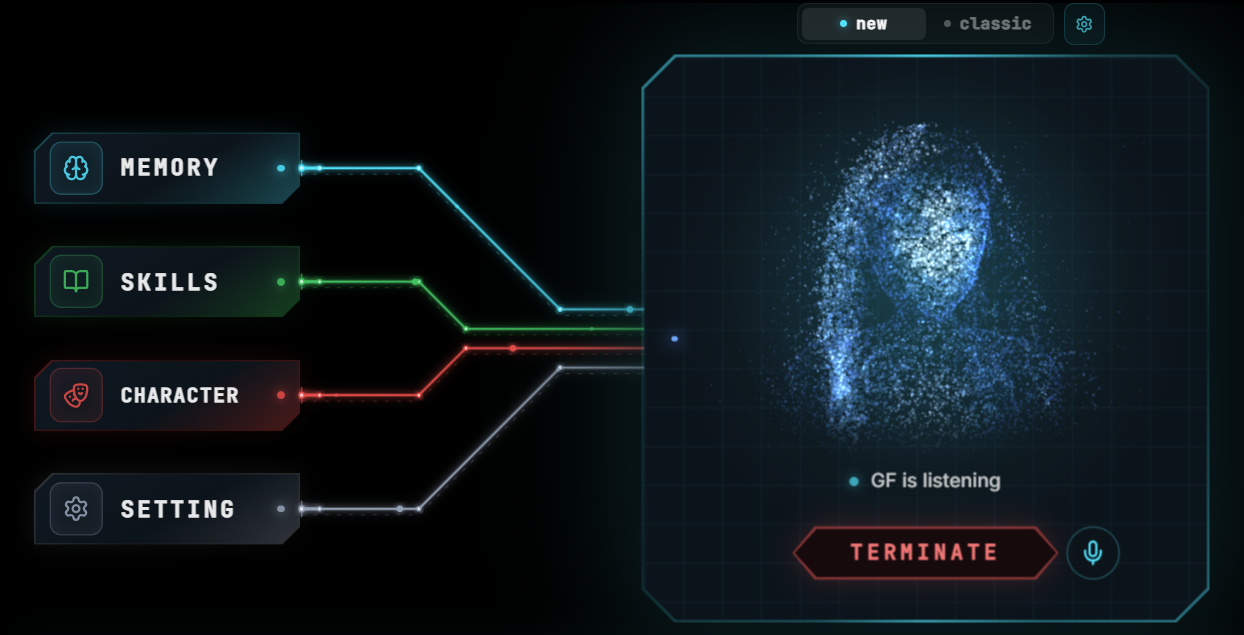 new
classic
MEMORY
SKILLS
CHARACTER
SETTING
GF is listening
TERMINATE